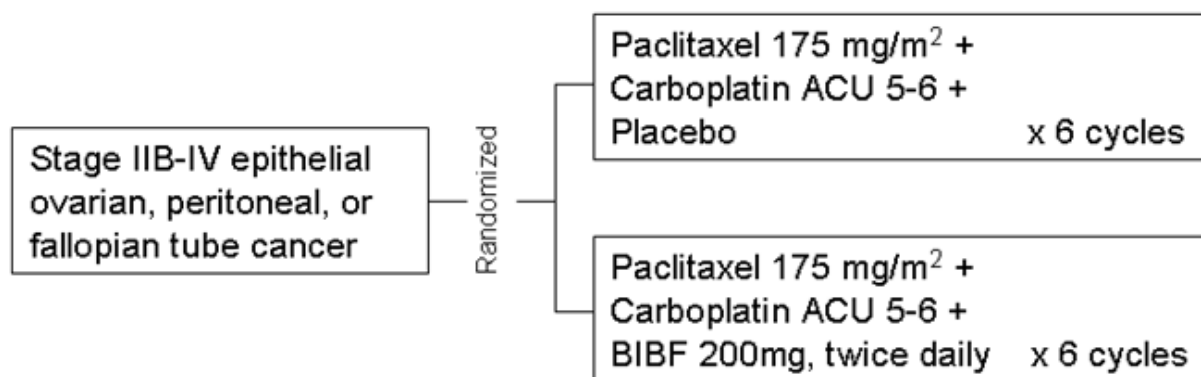 Stage IIB-IV epithelial
ovarian, peritoneal, or
fallopian tube cancer
Randomized
Paclitaxel 175 mg/m² +
Carboplatin ACU 5-6 +
Placebo x 6 cycles
Paclitaxel 175 mg/m² +
Carboplatin ACU 5-6 +
BIBF 200mg, twice daily x 6 cycles